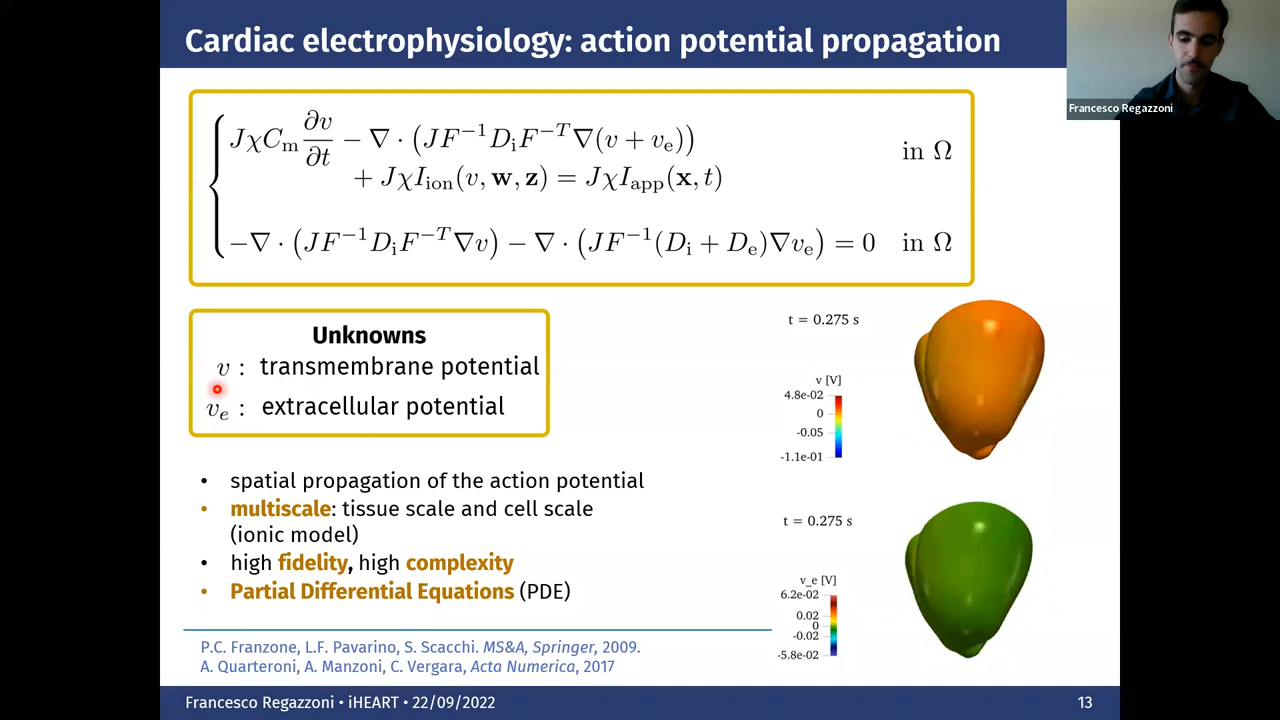 Cardiac electrophysiology: action potential propagation
Francesco Regazzoni
JχC_m ∂v/∂t − ∇ · (JF⁻¹D_iF⁻ᵀ∇(v + v_e)) in Ω
+ JχI_ion(v, w, z) = JχI_app(x, t)
−∇ · (JF⁻¹D_iF⁻ᵀ∇v) − ∇ · (JF⁻¹(D_i + D_e)∇v_e) = 0 in Ω
Unknowns
v : transmembrane potential
v_e : extracellular potential
• spatial propagation of the action potential
• multiscale: tissue scale and cell scale
(ionic model)
• high fidelity, high complexity
• Partial Differential Equations (PDE)
t = 0.275 s
v [V]
4.8e-02
0
-0.05
-1.1e-01
t = 0.275 s
v_e [V]
6.2e-02
0.02
0
-0.02
-5.8e-02
P.C. Franzone, L.F. Pavarino, S. Scacchi. MS&A, Springer, 2009.
A. Quarteroni, A. Manzoni, C. Vergara, Acta Numerica, 2017
Francesco Regazzoni • iHEART • 22/09/2022
13